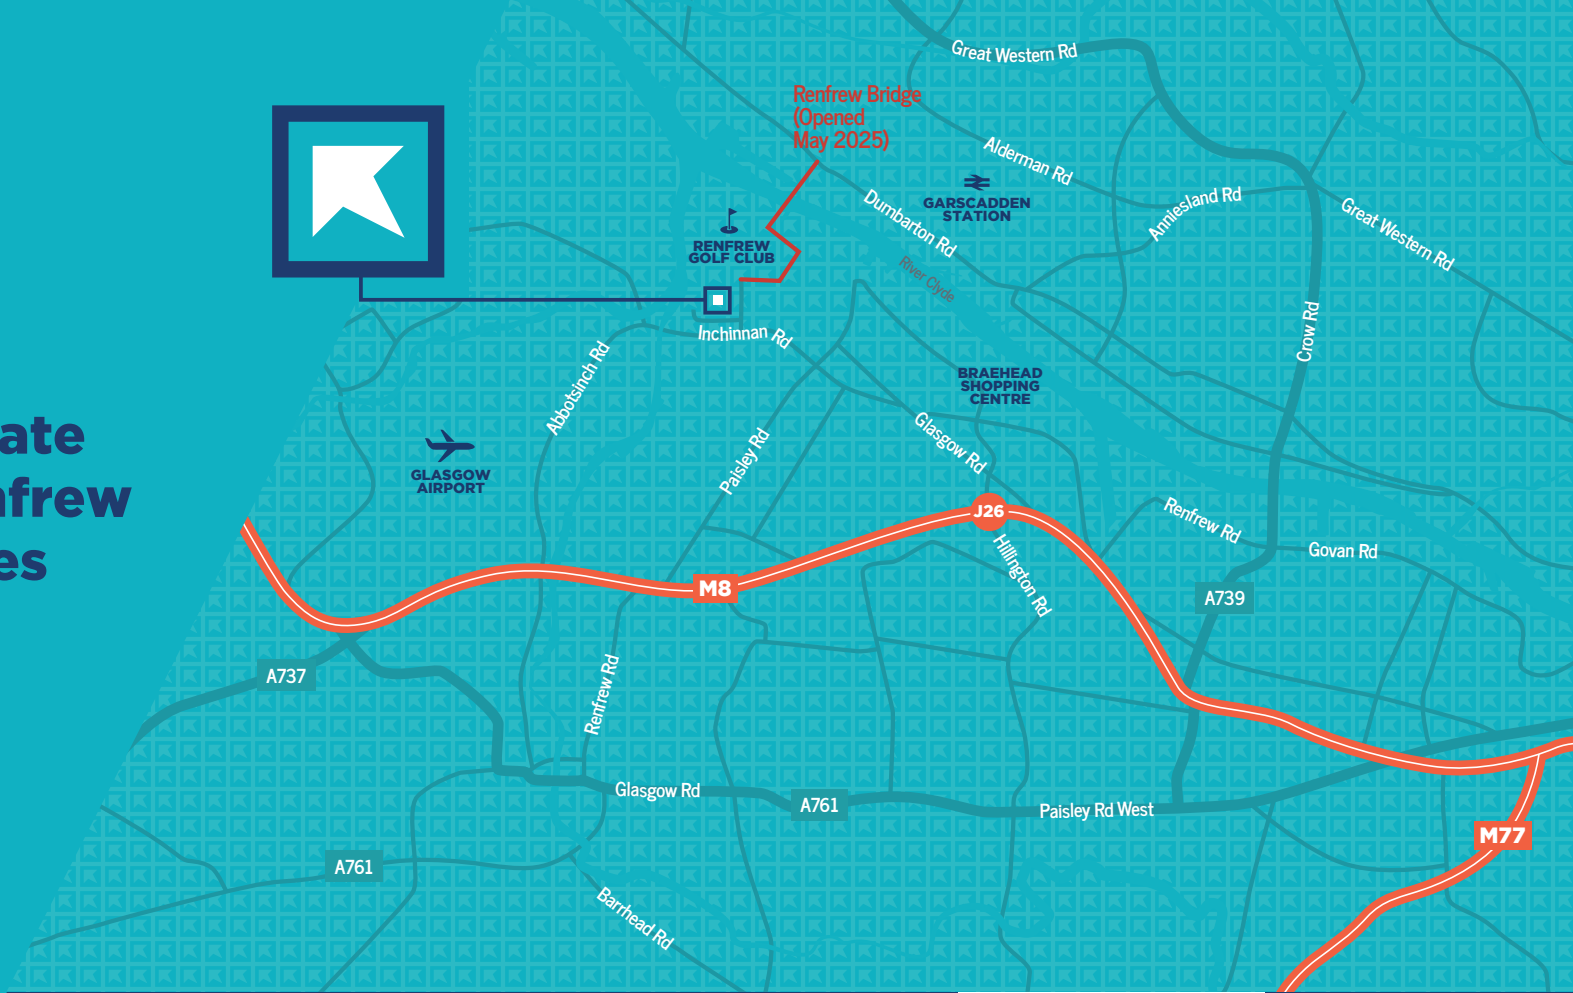 Great Western Rd
Renfrew Bridge
(Opened
May 2025)
Alderman Rd
GARSCADDEN
STATION
Anniesland Rd
Great Western Rd
Dumbarton Rd
RENFREW
GOLF CLUB
River Clyde
Crow Rd
Inchinnan Rd
Abbotsinch Rd
BRAEHEAD
SHOPPING
CENTRE
ate
nfrew
es
Glasgow Rd
Paisley Rd
GLASGOW
AIRPORT
J26
Renfrew Rd
Govan Rd
Hillington Rd
M8
A739
A737
Renfrew Rd
Glasgow Rd
A761
Paisley Rd West
M77
A761
Barrhead Rd